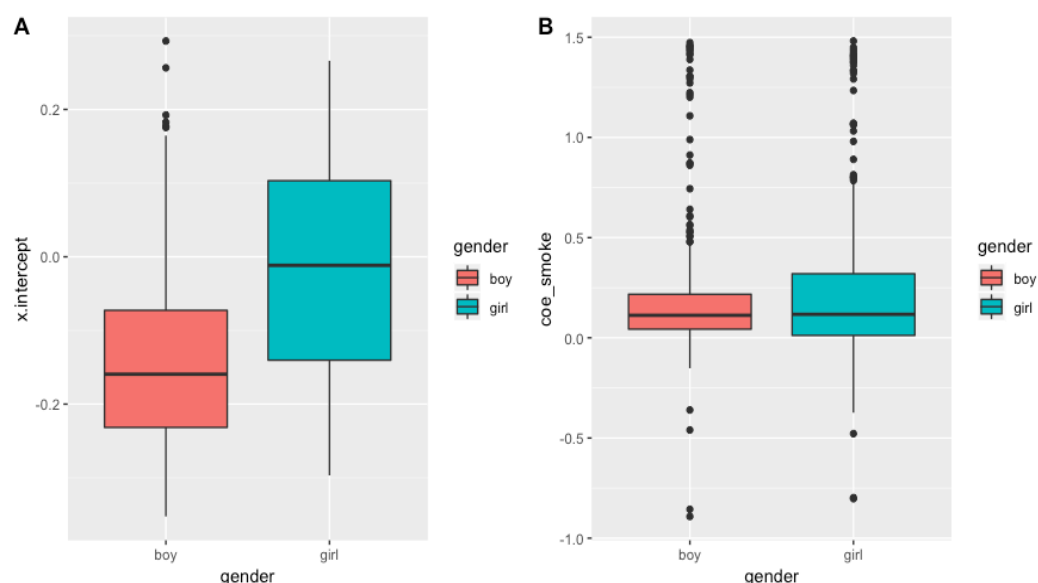 A
x.intercept
0.2
0.0
-0.2
boy
girl
gender
gender
boy
girl
B
coe_smoke
1.5
1.0
0.5
0.0
-0.5
-1.0
boy
girl
gender
gender
boy
girl